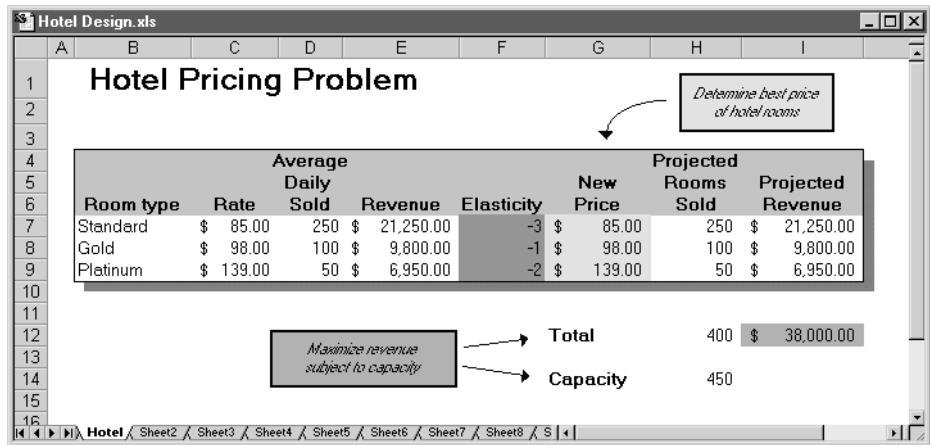 Hotel Design.xls
A B C D E F G H I
1 Hotel Pricing Problem
Determine best price
2 of hotel rooms
3
4 Average Projected
5 Daily New Rooms Projected
6 Room type Rate Sold Revenue Elasticity Price Sold Revenue
7 Standard $ 85.00 250 $ 21,250.00 -3 $ 85.00 250 $ 21,250.00
8 Gold $ 98.00 100 $ 9,800.00 -1 $ 98.00 100 $ 9,800.00
9 Platinum $ 139.00 50 $ 6,950.00 -2 $ 139.00 50 $ 6,950.00
10
11
12 Total 400 $ 38,000.00
Maximize revenue
13 subject to capacity
14 Capacity 450
15
16
Hotel Sheet2 Sheet3 Sheet4 Sheet5 Sheet6 Sheet7 Sheet8 S